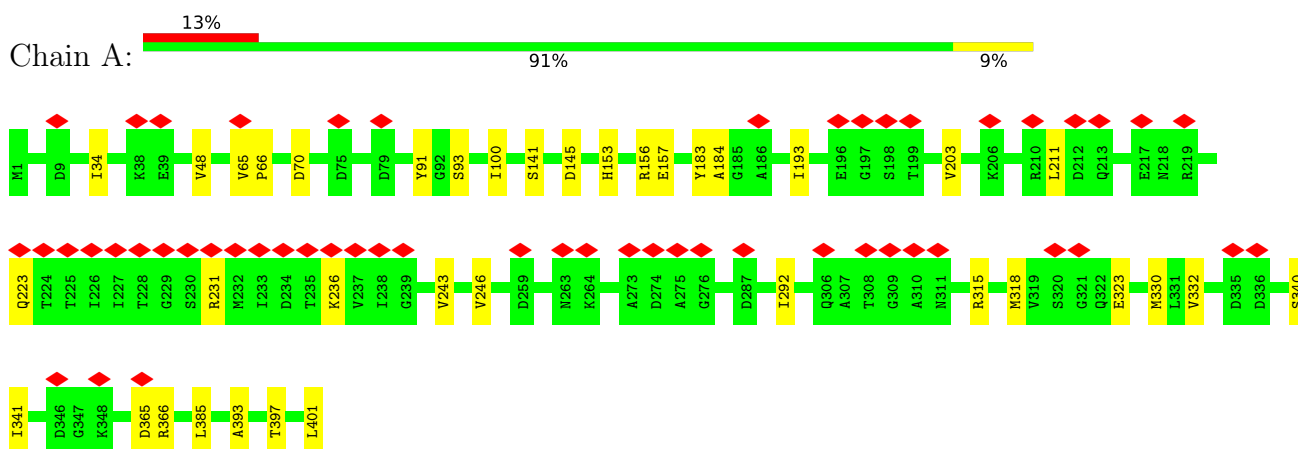 13%
Chain A:
91% 9%
M1 D9 I34 K38 E39 V48 V65 P66 D70 D75 D79 Y91 G92 S93 I100 S141 D145 H153 R156 E157 Y183 A184 G185 A186 I193 E196 G197 S198 T199 V203 K206 R210 L211 D212 Q213 E217 N218 R219
Q223 T224 T225 I226 I227 T228 G229 S230 R231 M232 I233 D234 T235 K236 V237 I238 G239 V243 V246 D259 N263 K264 A273 D274 A275 G276 D287 I292 Q306 A307 T308 G309 A310 N311 R315 M318 V319 S320 G321 Q322 E323 M330 L331 V332 D335 D336 S340
I341 D346 G347 K348 D365 R366 L385 A393 T397 L401